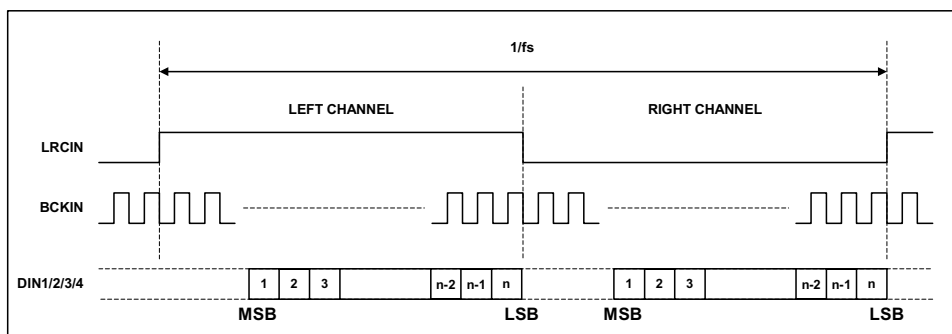 1/fs
LEFT CHANNEL RIGHT CHANNEL
LRCIN
BCKIN
DIN1/2/3/4 1 2 3 n-2 n-1 n 1 2 3 n-2 n-1 n
MSB LSB MSB LSB